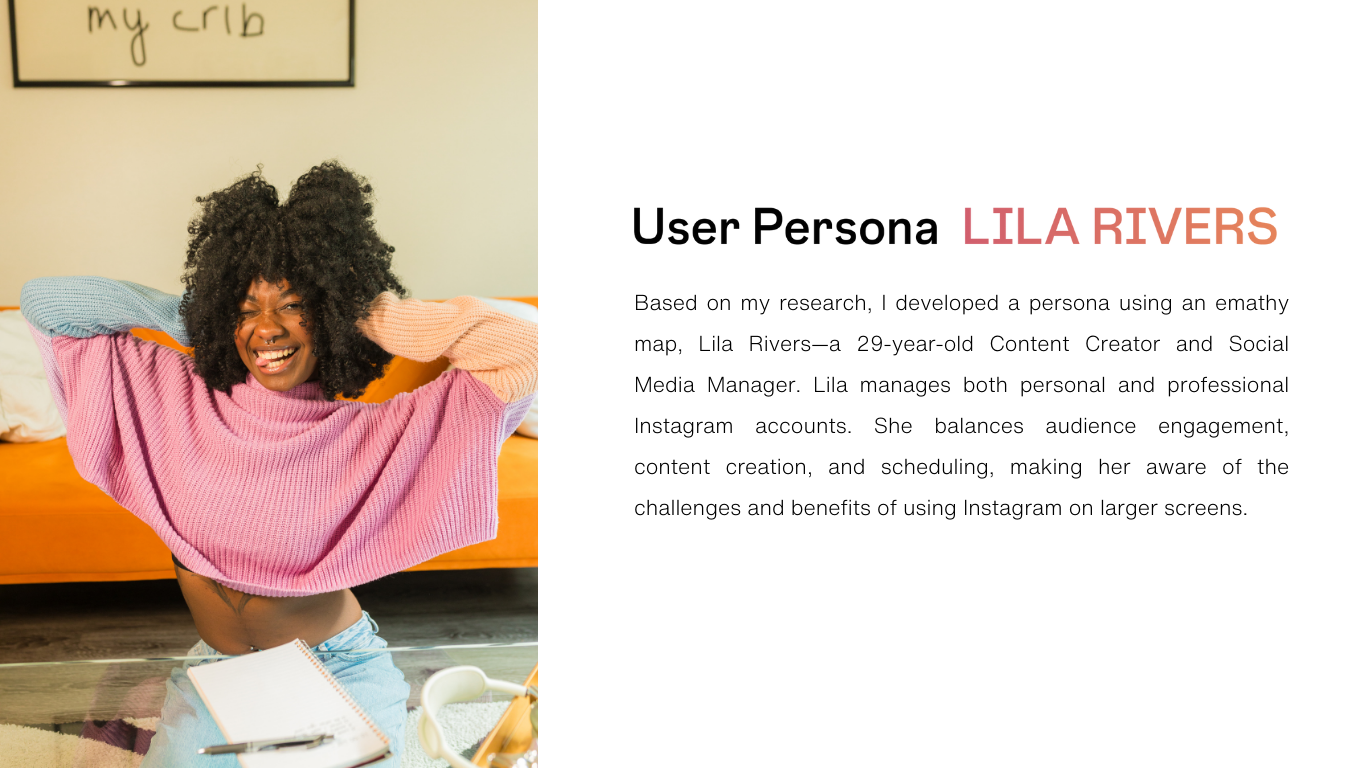 my crib
User Persona LILA RIVERS
Based on my research, I developed a persona using an emathy
map, Lila Rivers—a 29-year-old Content Creator and Social
Media Manager. Lila manages both personal and professional
Instagram accounts. She balances audience engagement,
content creation, and scheduling, making her aware of the
challenges and benefits of using Instagram on larger screens.